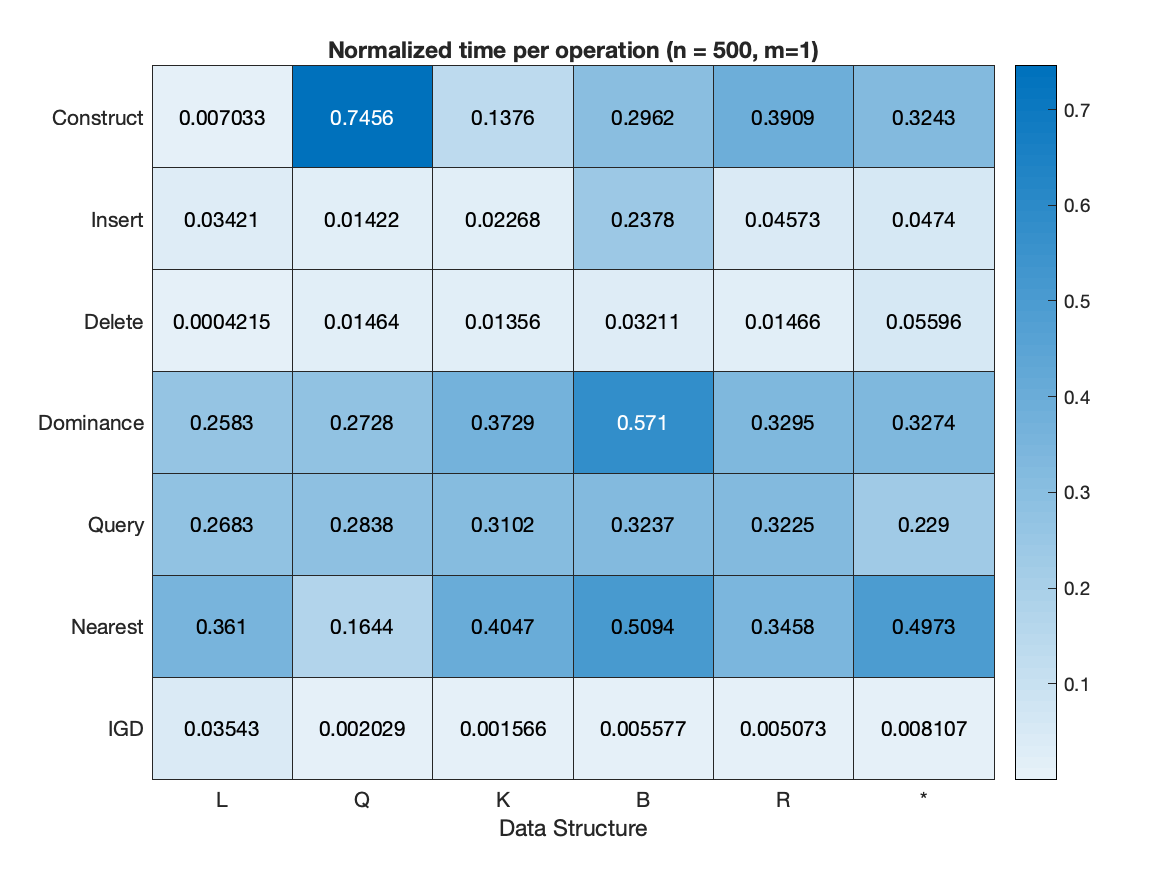 Normalized time per operation (n = 500, m=1)
Construct 0.007033 0.7456 0.1376 0.2962 0.3909 0.3243
Insert 0.03421 0.01422 0.02268 0.2378 0.04573 0.0474
Delete 0.0004215 0.01464 0.01356 0.03211 0.01466 0.05596
Dominance 0.2583 0.2728 0.3729 0.571 0.3295 0.3274
Query 0.2683 0.2838 0.3102 0.3237 0.3225 0.229
Nearest 0.361 0.1644 0.4047 0.5094 0.3458 0.4973
IGD 0.03543 0.002029 0.001566 0.005577 0.005073 0.008107
L Q K B R *
Data Structure
0.7
0.6
0.5
0.4
0.3
0.2
0.1